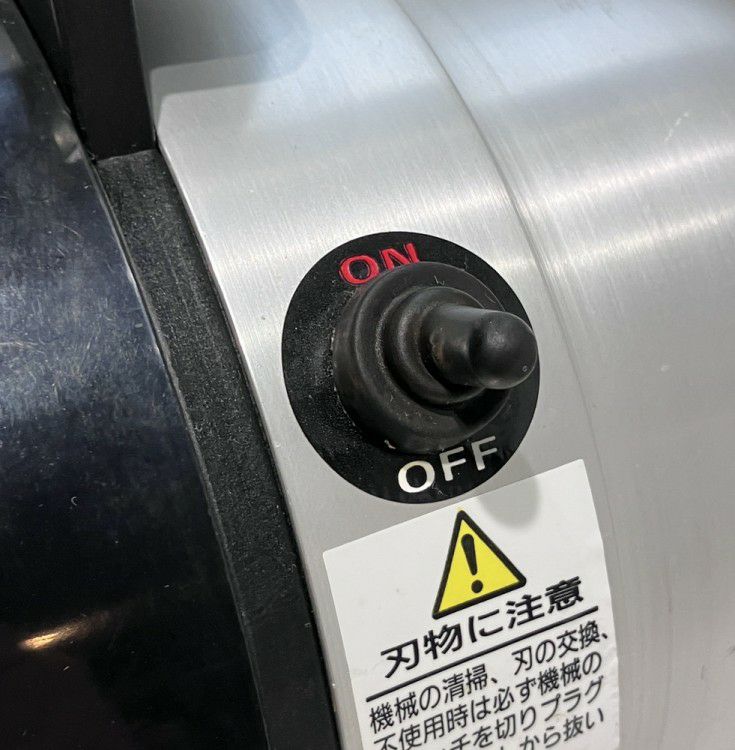 ON
OFF
刃物に注意
機械の清掃、刃の交換、
不使用時は必ず機械の
チを切りプラグ
から抜い